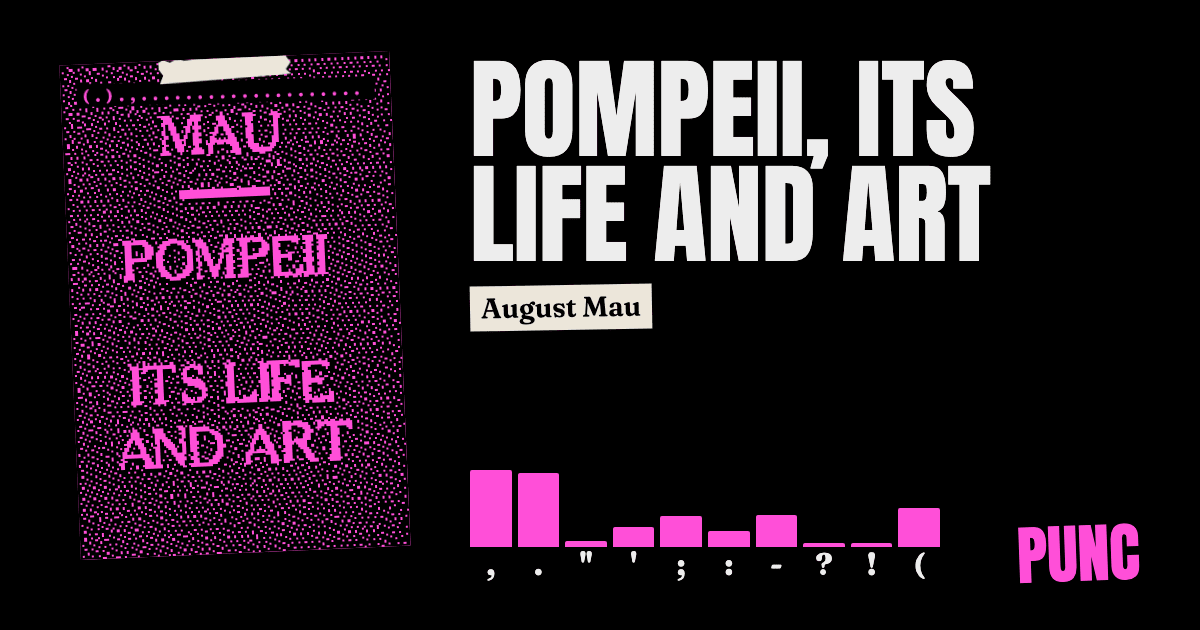 (.).,......................
MAU
POMPEII
ITS LIFE
AND ART
POMPEII, ITS
LIFE AND ART
August Mau
, . " ' ; : - ? ! (
PUNC